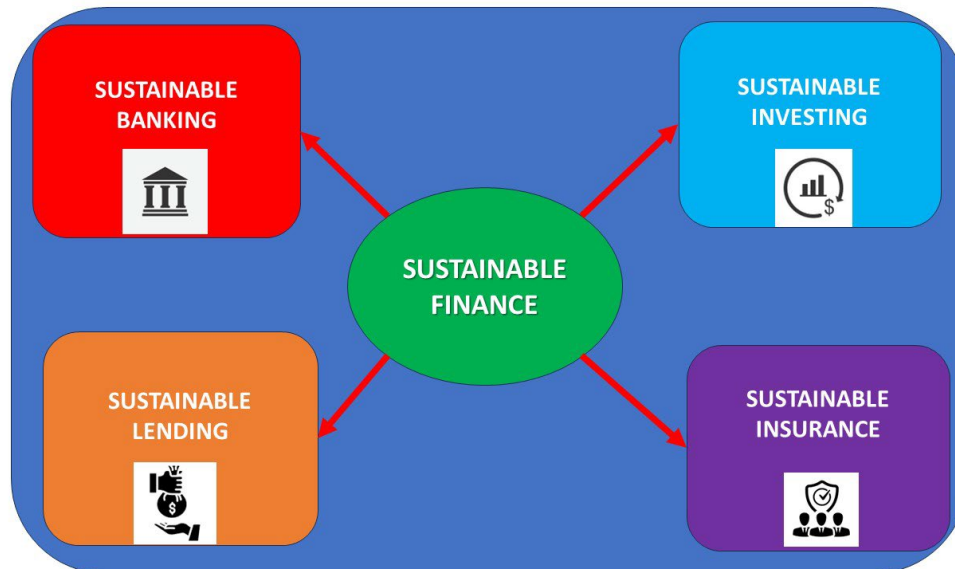 SUSTAINABLE
BANKING
SUSTAINABLE
INVESTING
$
SUSTAINABLE
FINANCE
SUSTAINABLE
LENDING
$
SUSTAINABLE
INSURANCE